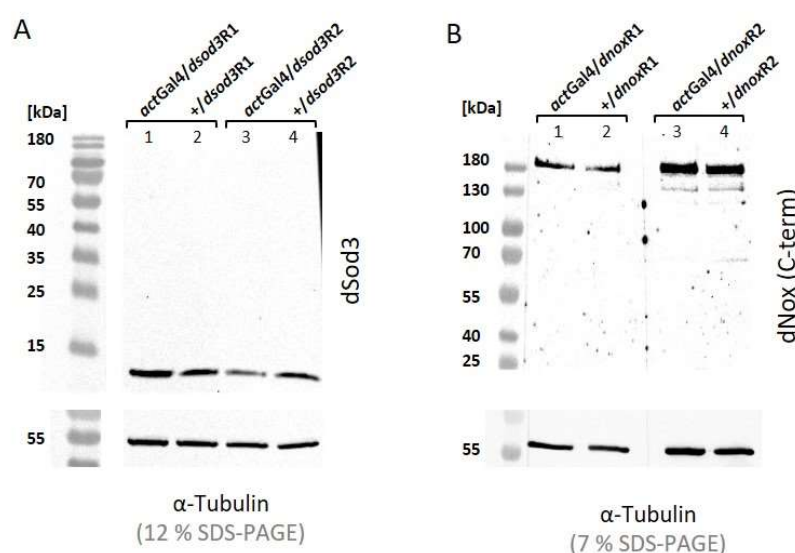 A
actGal4/dsod3R1
+/dsod3R1
actGal4/dsod3R2
+/dsod3R2
[kDa]
1 2 3 4
180
70
55
40
35
25
15
dSod3
55
α-Tubulin
(12 % SDS-PAGE)
B
actGal4/dnoxR1
+/dnoxR1
actGal4/dnoxR2
+/dnoxR2
[kDa]
1 2 3 4
180
130
100
70
55
40
25
dNox (C-term)
55
α-Tubulin
(7 % SDS-PAGE)